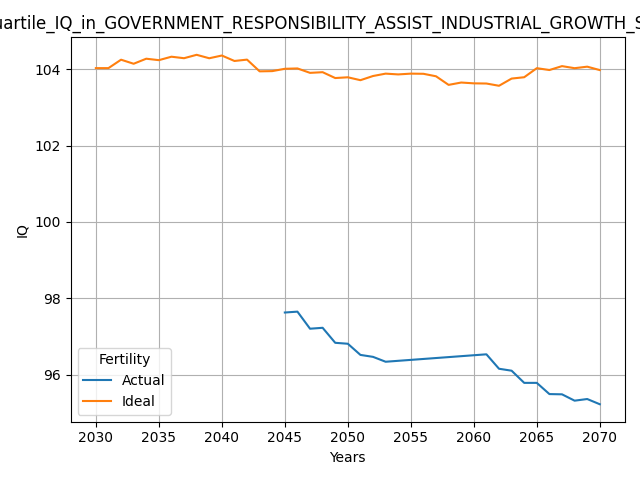 uartile_IQ_in_GOVERNMENT_RESPONSIBILITY_ASSIST_INDUSTRIAL_GROWTH_S
104
102
100
98
96
IQ
Fertility
Actual
Ideal
2030 2035 2040 2045 2050 2055 2060 2065 2070
Years